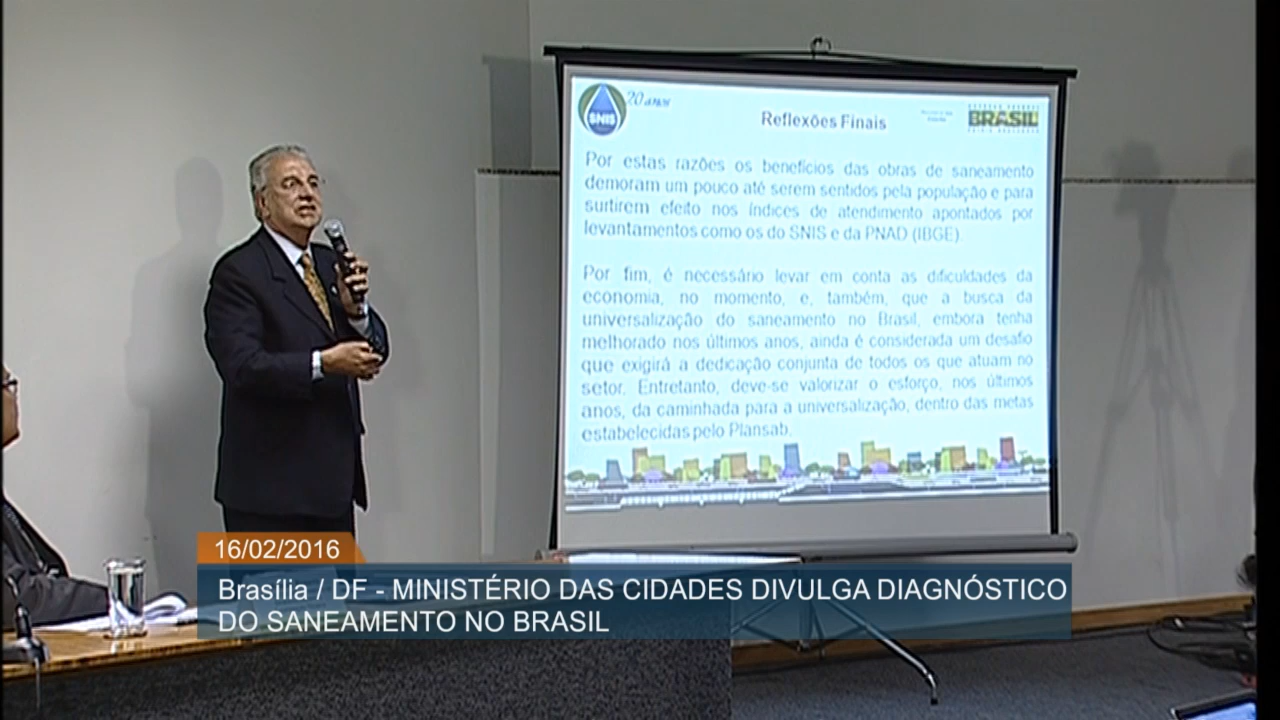 20 anos
SNIS
Reflexões Finais
BRASIL
Por estas razões os benefícios das obras de saneamento
demoram um pouco até serem sentidos pela população e para
surtirem efeito nos índices de atendimento apontados por
levantamentos como os do SNIS e da PNAD (IBGE).
Por fim, é necessário levar em conta as dificuldades da
economia, no momento, e, também, que a busca da
universalização do saneamento no Brasil, embora tenha
melhorado nos últimos anos, ainda é considerada um desafio
que exigirá a dedicação conjunta de todos os que atuam no
setor. Entretanto, deve-se valorizar o esforço, nos últimos
anos, da caminhada para a universalização, dentro das metas
estabelecidas pelo Plansab.
16/02/2016
Brasília / DF - MINISTÉRIO DAS CIDADES DIVULGA DIAGNÓSTICO
DO SANEAMENTO NO BRASIL